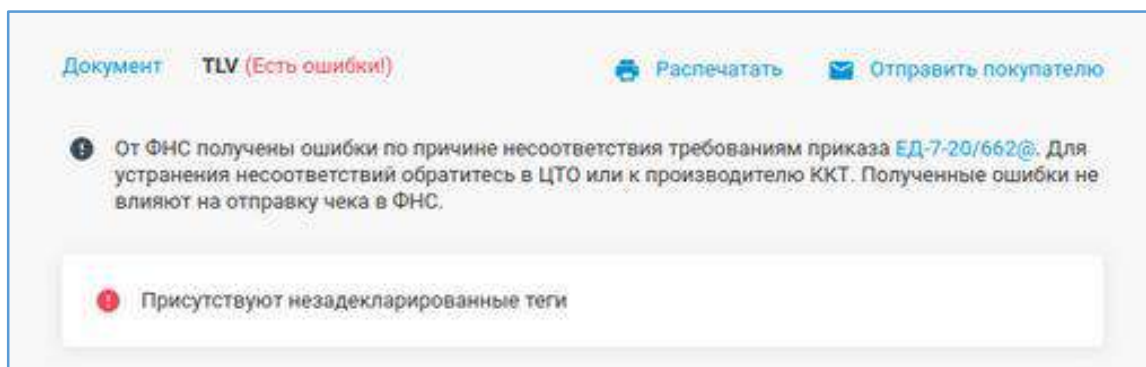 Документ TLV (Есть ошибки!) Распечатать Отправить покупателю
От ФНС получены ошибки по причине несоответствия требованиям приказа ЕД-7-20/662@. Для
устранения несоответствий обратитесь в ЦТО или к производителю ККТ. Полученные ошибки не
влияют на отправку чека в ФНС.
Присутствуют незадекларированные теги